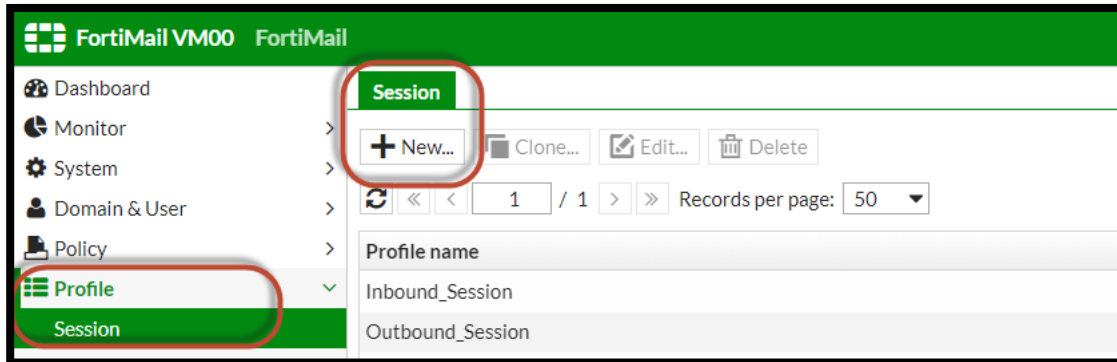 FortiMail VM00 FortiMail
Dashboard
Monitor
System
Domain & User
Policy
Profile
Session
Session
New... Clone... Edit... Delete
1 / 1 Records per page: 50
Profile name
Inbound_Session
Outbound_Session